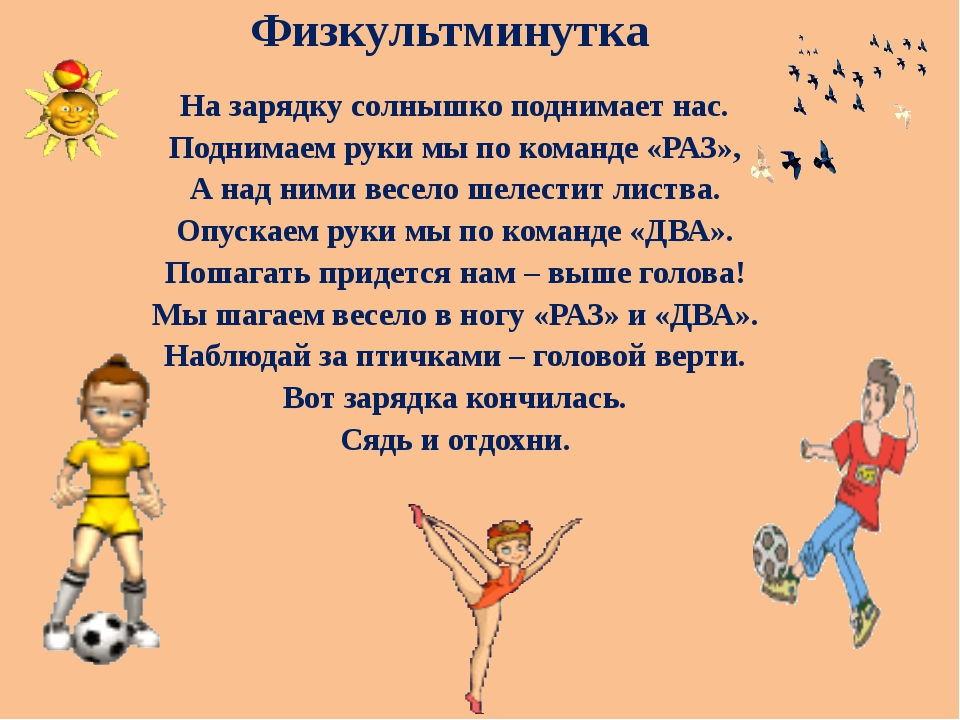 Физкультминутка
На зарядку солнышко поднимает нас.
Поднимаем руки мы по команде «РАЗ»,
А над ними весело шелестит листва.
Опускаем руки мы по команде «ДВА».
Пошагать придется нам – выше голова!
Мы шагаем весело в ногу «РАЗ» и «ДВА».
Наблюдай за птичками – головой верти.
Вот зарядка кончилась.
Сядь и отдохни.